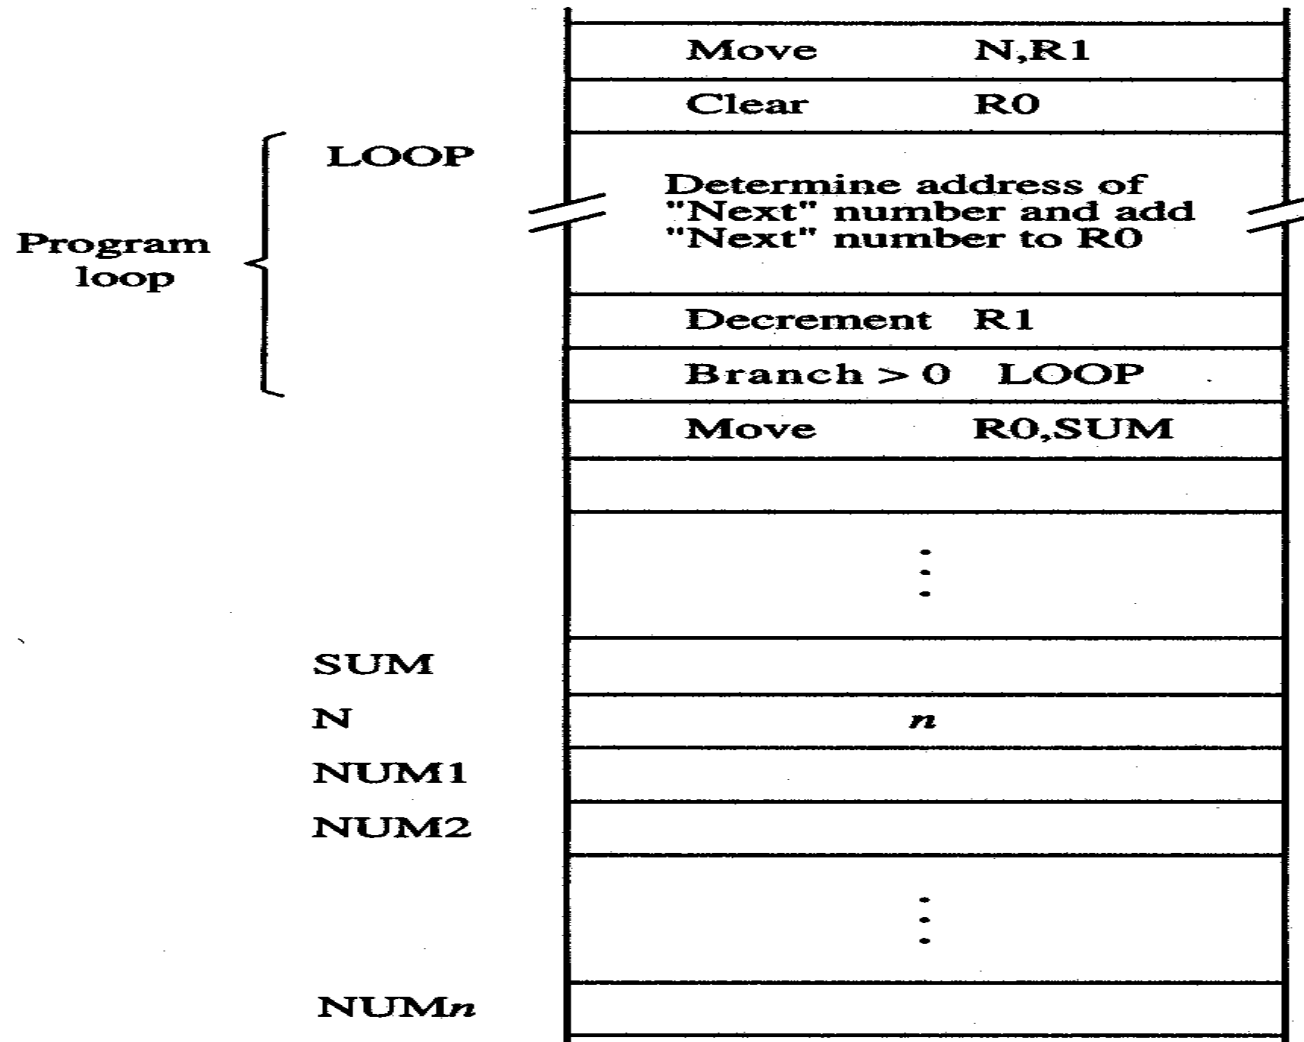 Move N,R1
Clear R0
LOOP
Determine address of
"Next" number and add
"Next" number to R0
Program
loop
Decrement R1
Branch > 0 LOOP
Move R0,SUM
SUM
N n
NUM1
NUM2
NUMn